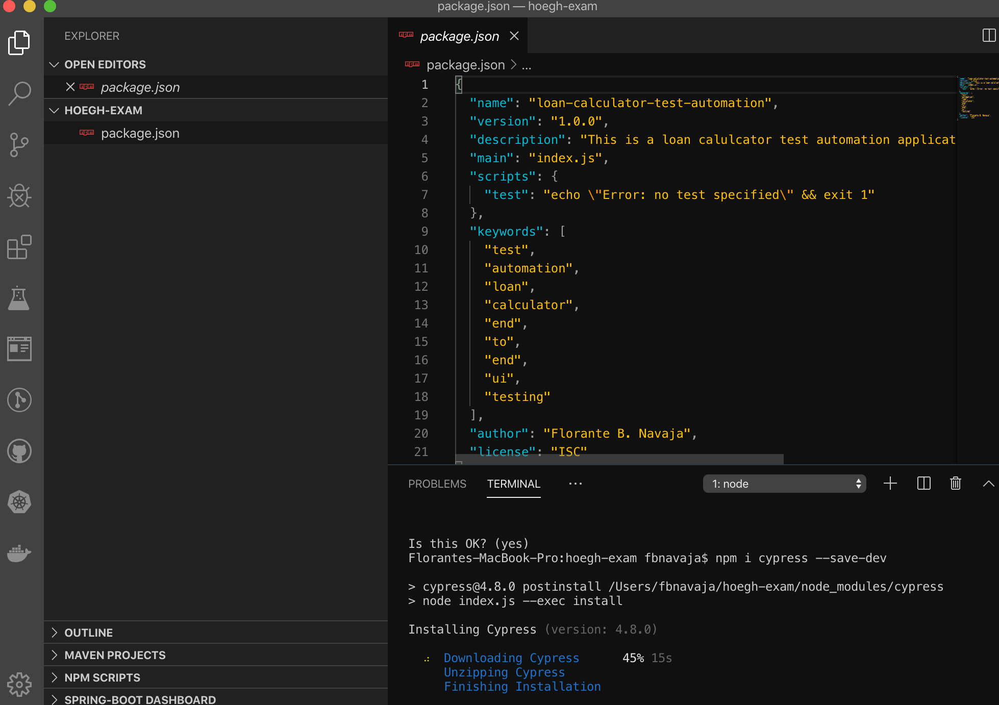 package.json — hoegh-exam
EXPLORER
OPEN EDITORS
package.json
HOEGH-EXAM
package.json
OUTLINE
MAVEN PROJECTS
NPM SCRIPTS
SPRING-BOOT DASHBOARD
package.json
package.json > ...
1 {
2 "name": "loan-calculator-test-automation",
3 "version": "1.0.0",
4 "description": "This is a loan calulcator test automation applicat
5 "main": "index.js",
6 "scripts": {
7 "test": "echo \"Error: no test specified\" && exit 1"
8 },
9 "keywords": [
10 "test",
11 "automation",
12 "loan",
13 "calculator",
14 "end",
15 "to",
16 "end",
17 "ui",
18 "testing"
19 ],
20 "author": "Florante B. Navaja",
21 "license": "ISC"
PROBLEMS TERMINAL ... 1: node
Is this OK? (yes)
Florantes-MacBook-Pro:hoegh-exam fbnavaja$ npm i cypress --save-dev
> cypress@4.8.0 postinstall /Users/fbnavaja/hoegh-exam/node_modules/cypress
> node index.js --exec install
Installing Cypress (version: 4.8.0)
Downloading Cypress 45% 15s
Unzipping Cypress
Finishing Installation